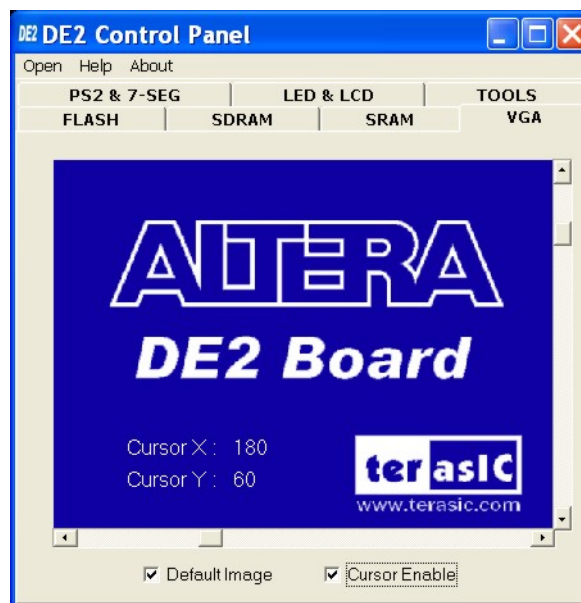 DE2 DE2 Control Panel
Open Help About
PS2 & 7-SEG LED & LCD TOOLS
FLASH SDRAM SRAM VGA
ALTERA
DE2 Board
Cursor X : 180
Cursor Y : 60
terasIC
www.terasic.com
Default Image Cursor Enable